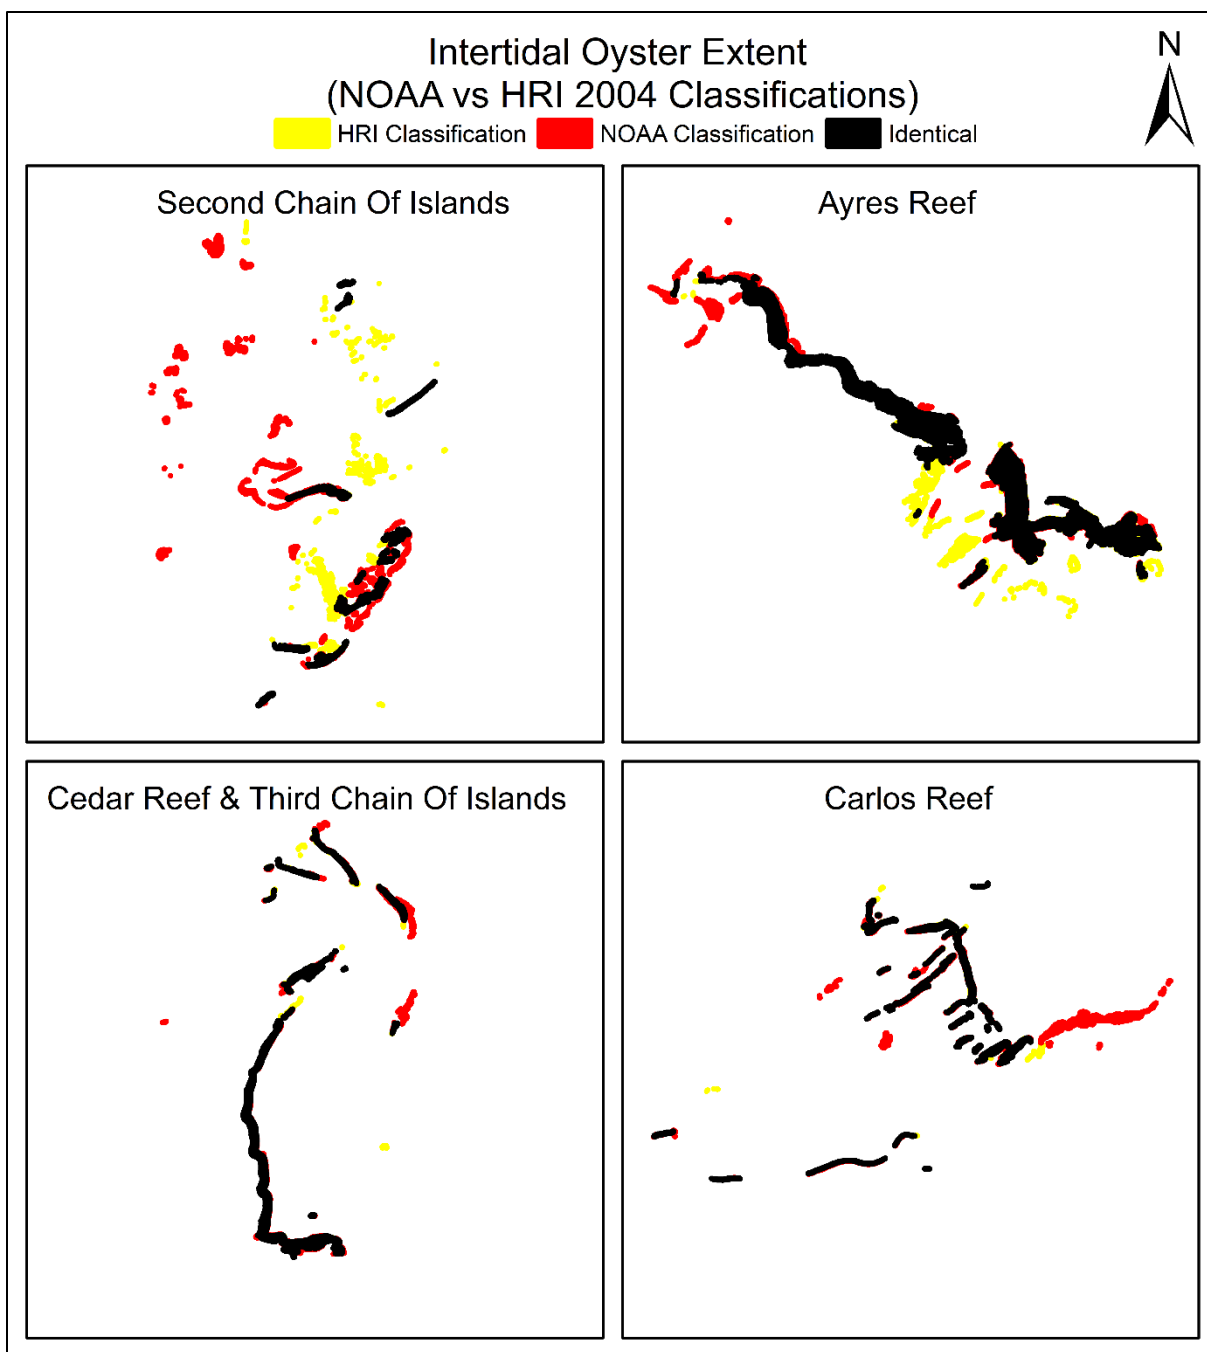 Intertidal Oyster Extent
(NOAA vs HRI 2004 Classifications)
N
HRI Classification NOAA Classification Identical
Second Chain Of Islands
Ayres Reef
Cedar Reef & Third Chain Of Islands
Carlos Reef